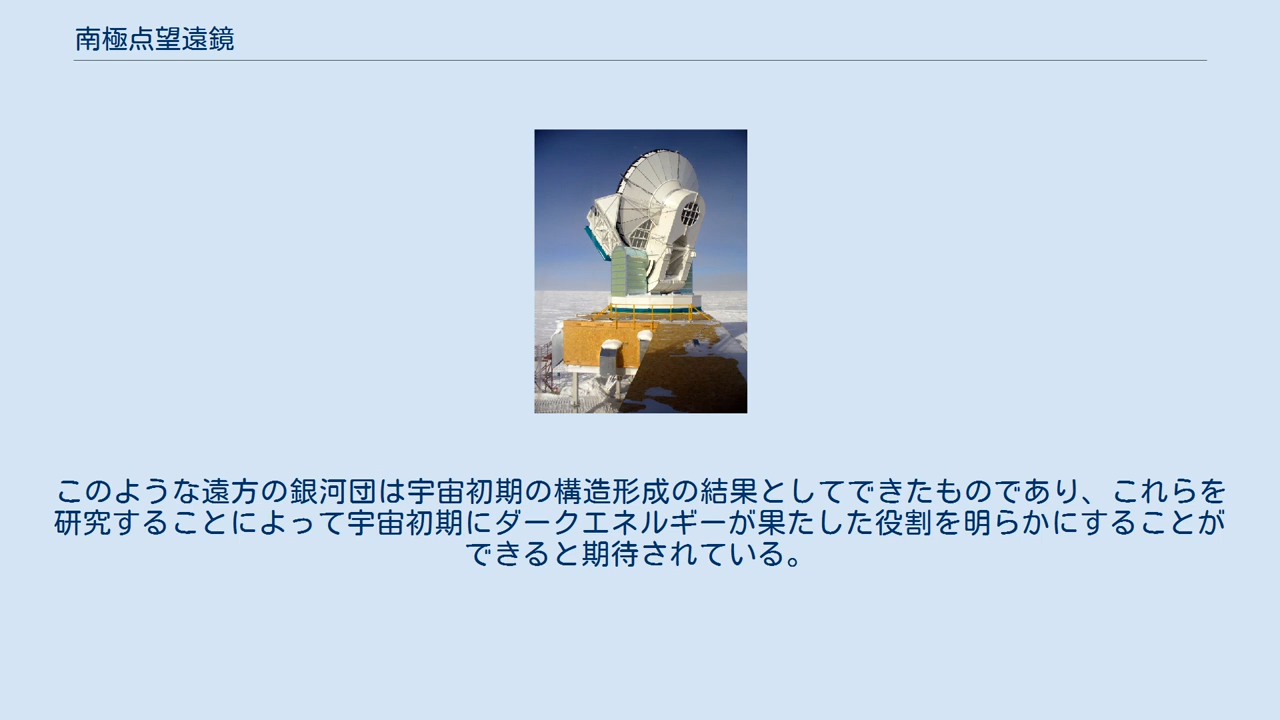 南極点望遠鏡
このような遠方の銀河団は宇宙初期の構造形成の結果としてできたものであり、これらを
研究することによって宇宙初期にダークエネルギーが果たした役割を明らかにすることが
できると期待されている。